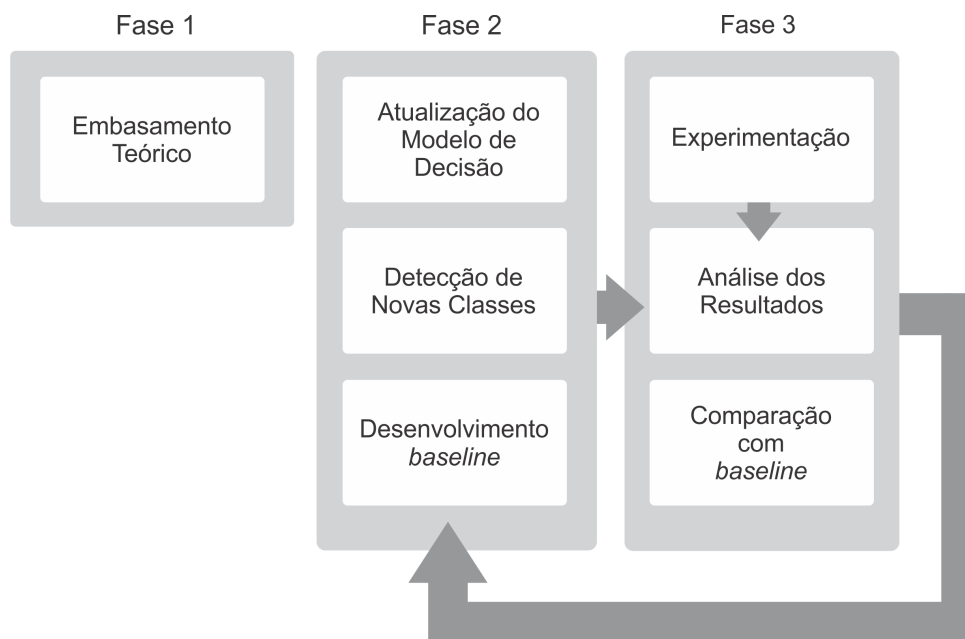 Fase 1
Embasamento
Teórico
Fase 2
Atualização do
Modelo de
Decisão
Detecção de
Novas Classes
Desenvolvimento
baseline
Fase 3
Experimentação
Análise dos
Resultados
Comparação
com
baseline